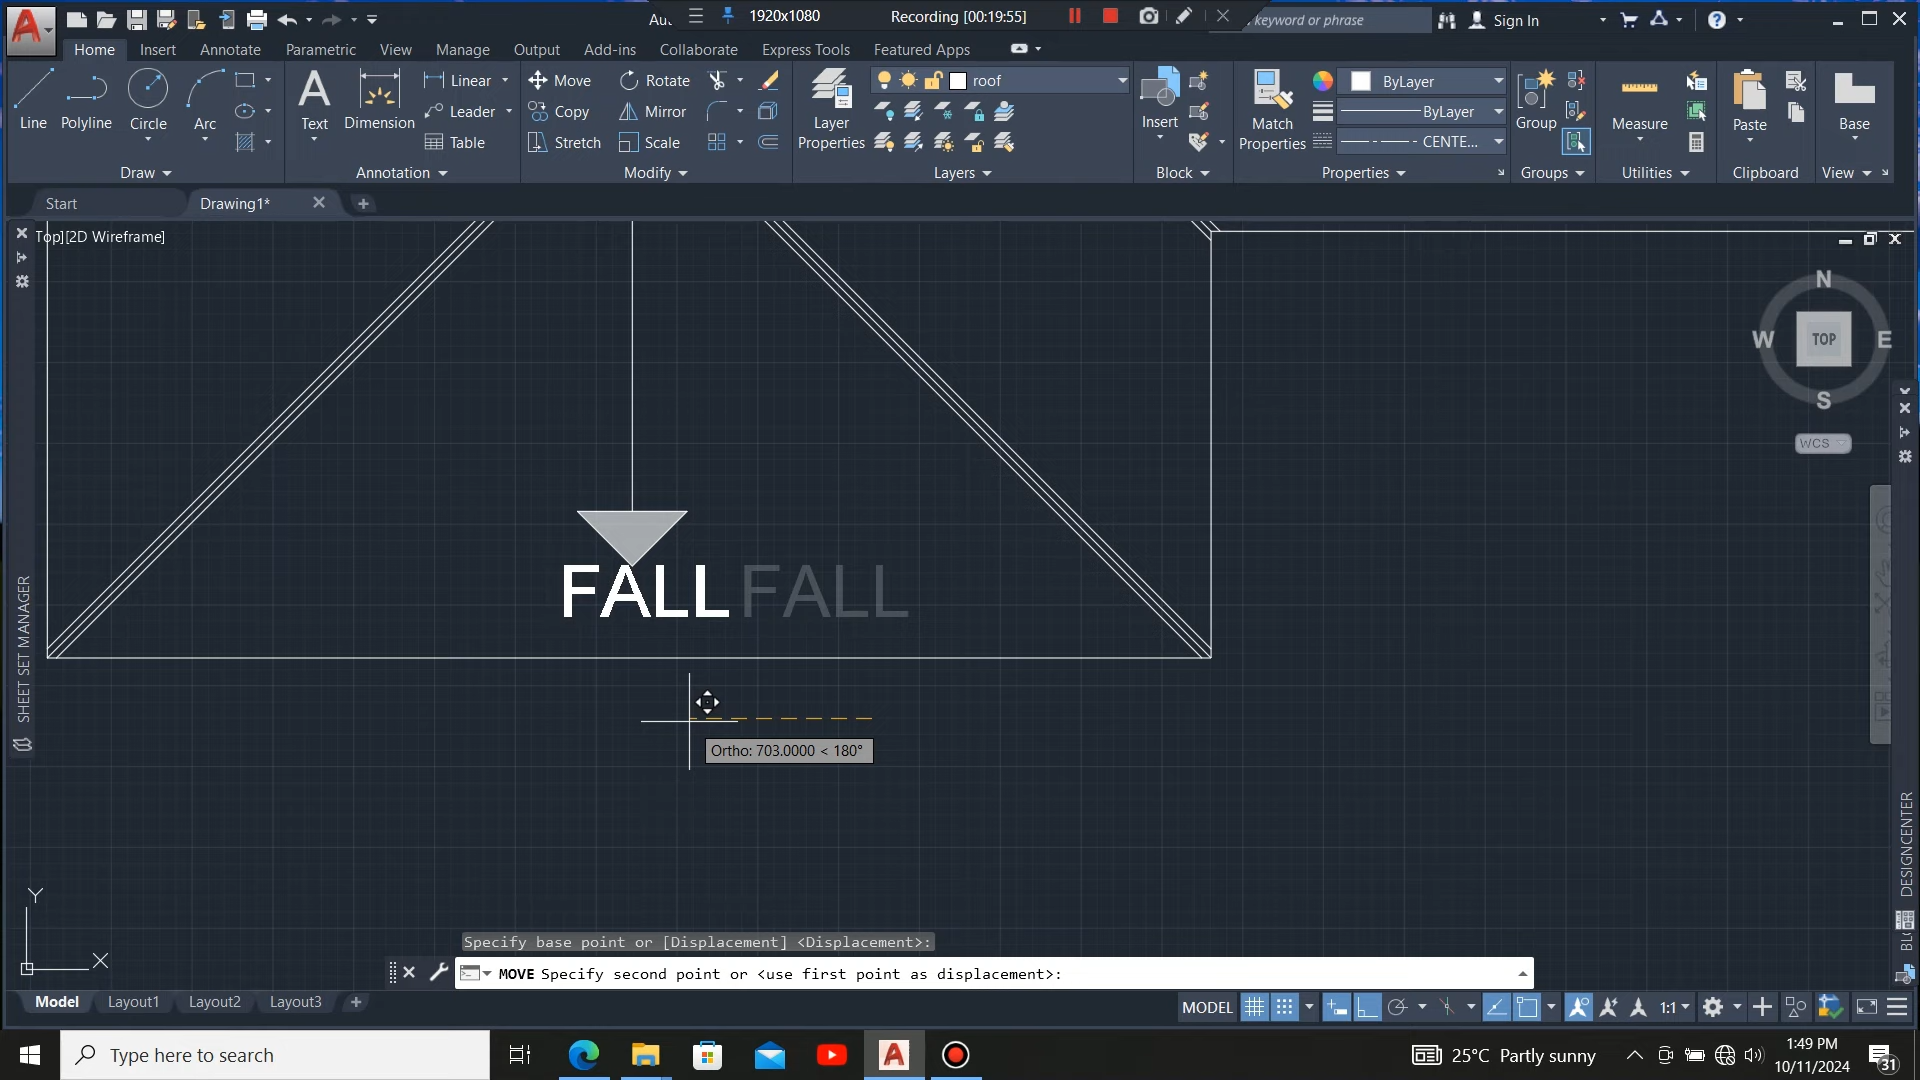 1920x1080
Recording [00:19:55]
keyword or phrase
Sign In
Home
Insert
Annotate
Parametric
View
Manage
Output
Add-ins
Collaborate
Express Tools
Featured Apps
Line
Polyline
Circle
Arc
Text
Dimension
Linear
Leader
Table
Move
Copy
Stretch
Rotate
Mirror
Scale
Layer
Properties
roof
Insert
Match
Properties
ByLayer
ByLayer
CENTE...
Group
Measure
Paste
Base
Draw
Annotation
Modify
Layers
Block
Properties
Groups
Utilities
Clipboard
View
Start
Drawing1*
Top][2D Wireframe]
N
W
TOP
E
S
WCS
SHEET SET MANAGER
FALL
FALL
Ortho: 703.0000 < 180°
DESIGNCENTER
Y
X
Specify base point or [Displacement] <Displacement>:
MOVE Specify second point or <use first point as displacement>:
Model
Layout1
Layout2
Layout3
MODEL
1:1
Type here to search
25°C Partly sunny
1:49 PM
10/11/2024
31